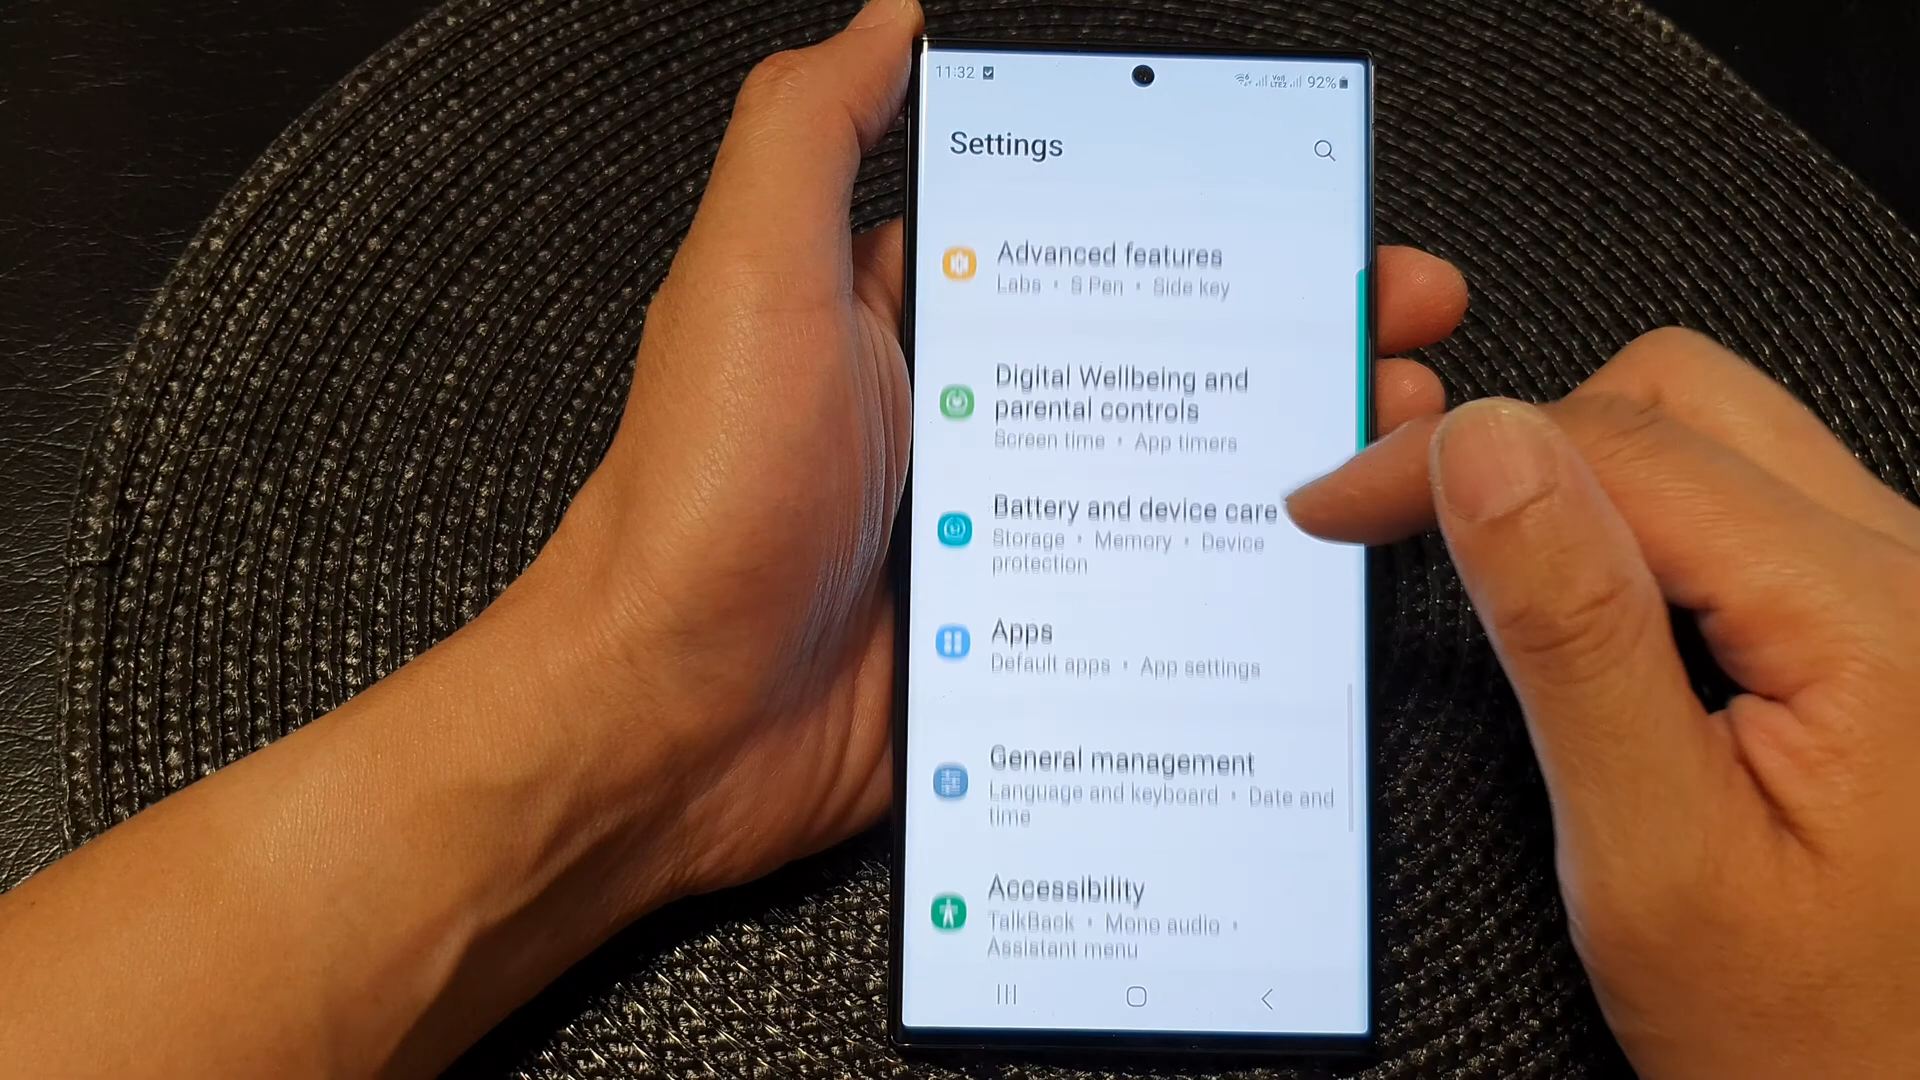 11:32
92%
Settings
Advanced features
Labs • S Pen • Side key
Digital Wellbeing and
parental controls
Screen time • App timers
Battery and device care
Storage • Memory • Device
protection
Apps
Default apps • App settings
General management
Language and keyboard • Date and
time
Accessibility
TalkBack • Mono audio •
Assistant menu